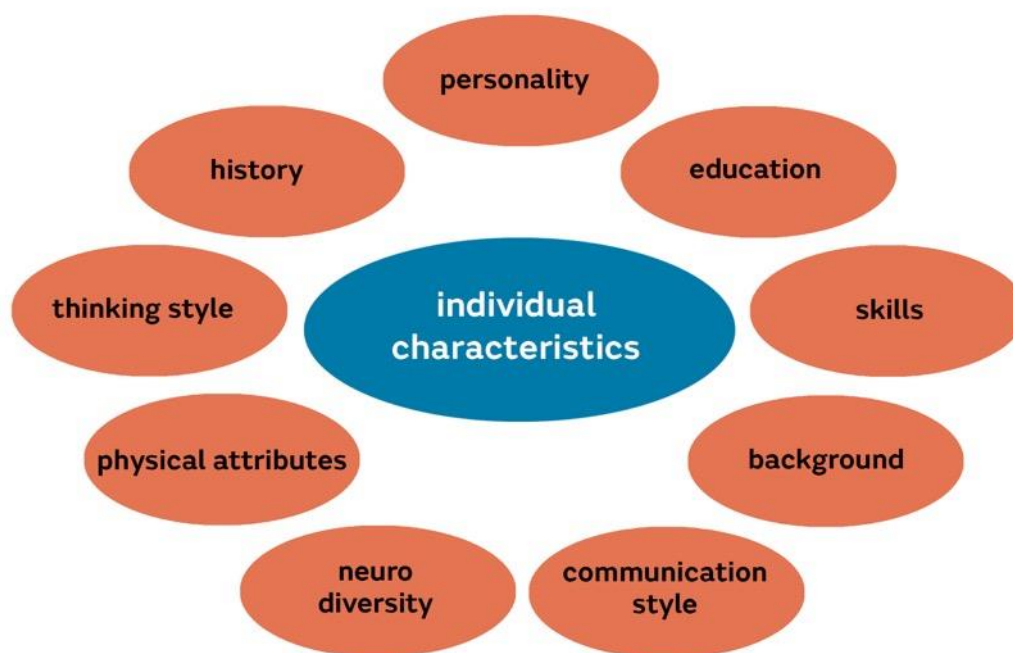 personality
history
education
thinking style
individual
characteristics
skills
physical attributes
background
neuro
diversity
communication
style